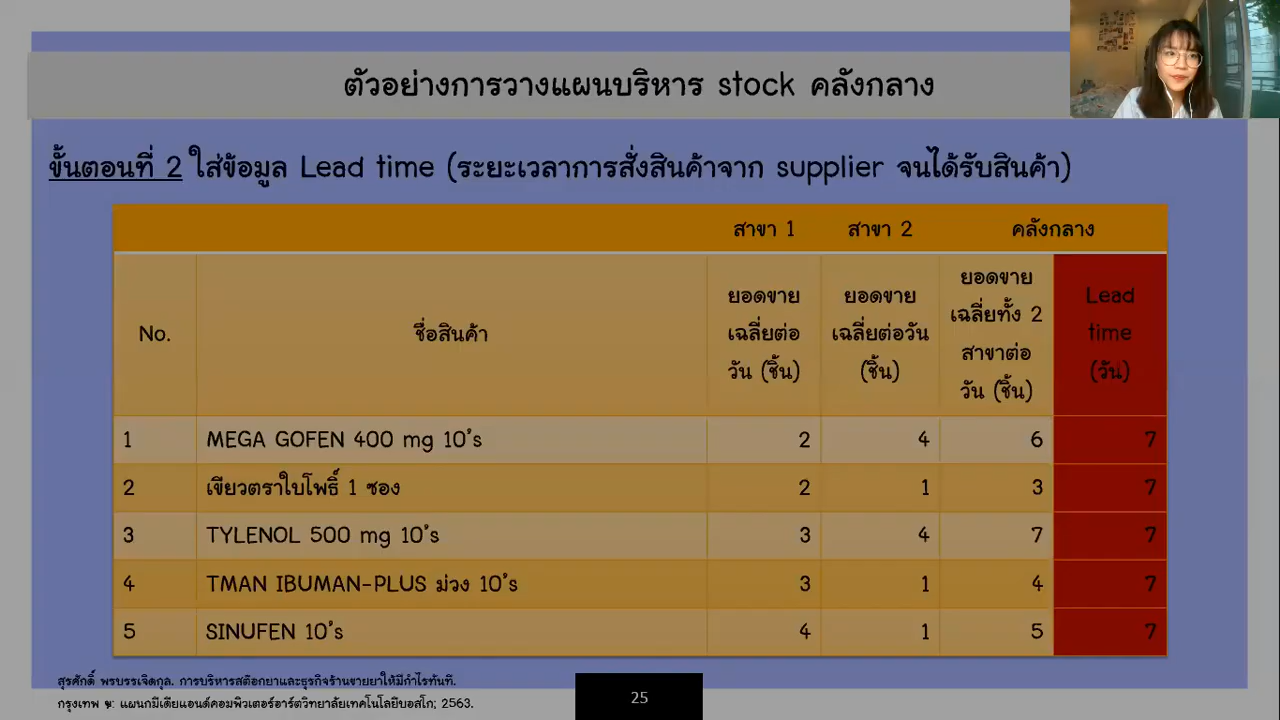 ตัวอย่างการวางแผนบริหาร stock คลังกลาง
ขั้นตอนที่ 2 ใส่ข้อมูล Lead time (ระยะเวลาการสั่งสินค้าจาก supplier จนได้รับสินค้า)
สาขา 1 สาขา 2 คลังกลาง
No. ชื่อสินค้า ยอดขาย เฉลี่ยต่อ วัน (ชิ้น) ยอดขาย เฉลี่ยต่อวัน (ชิ้น) ยอดขาย เฉลี่ยทั้ง 2 สาขาต่อ วัน (ชิ้น) Lead time (วัน)
1 MEGA GOFEN 400 mg 10's 2 4 6 7
2 เขียวตราใบโพธิ์ 1 ซอง 2 1 3 7
3 TYLENOL 500 mg 10's 3 4 7 7
4 TMAN IBUMAN-PLUS ม่วง 10's 3 1 4 7
5 SINUFEN 10's 4 1 5 7
สุรศักดิ์ พรบรรเจิดกุล. การบริหารสต๊อกยาและธุรกิจร้านขายยาให้มีกำไรทันที.
กรุงเทพ ฯ: แผนกมีเดียแอนด์คอมพิวเตอร์อาร์ตวิทยาลัยเทคโนโลยีบอสโก; 2563.
25